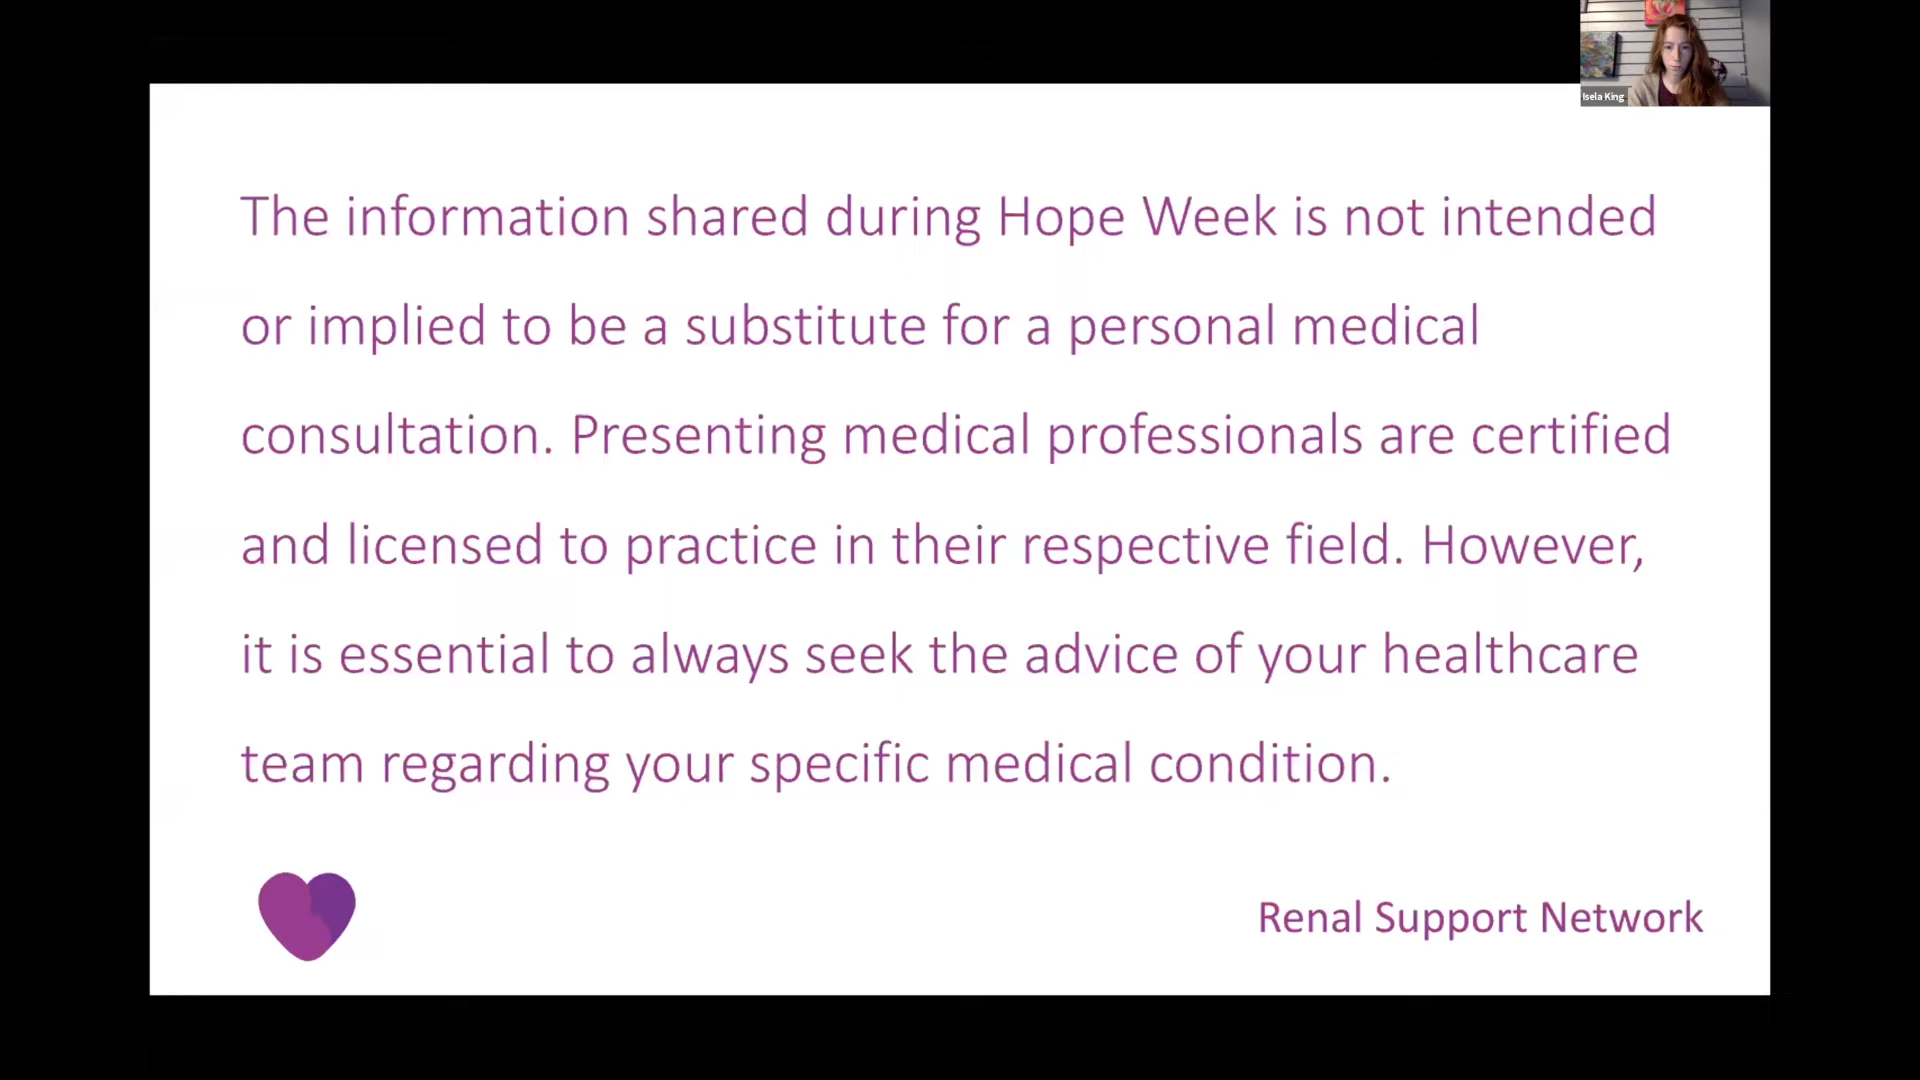 Isela King
The information shared during Hope Week is not intended
or implied to be a substitute for a personal medical
consultation. Presenting medical professionals are certified
and licensed to practice in their respective field. However,
it is essential to always seek the advice of your healthcare
team regarding your specific medical condition.
Renal Support Network